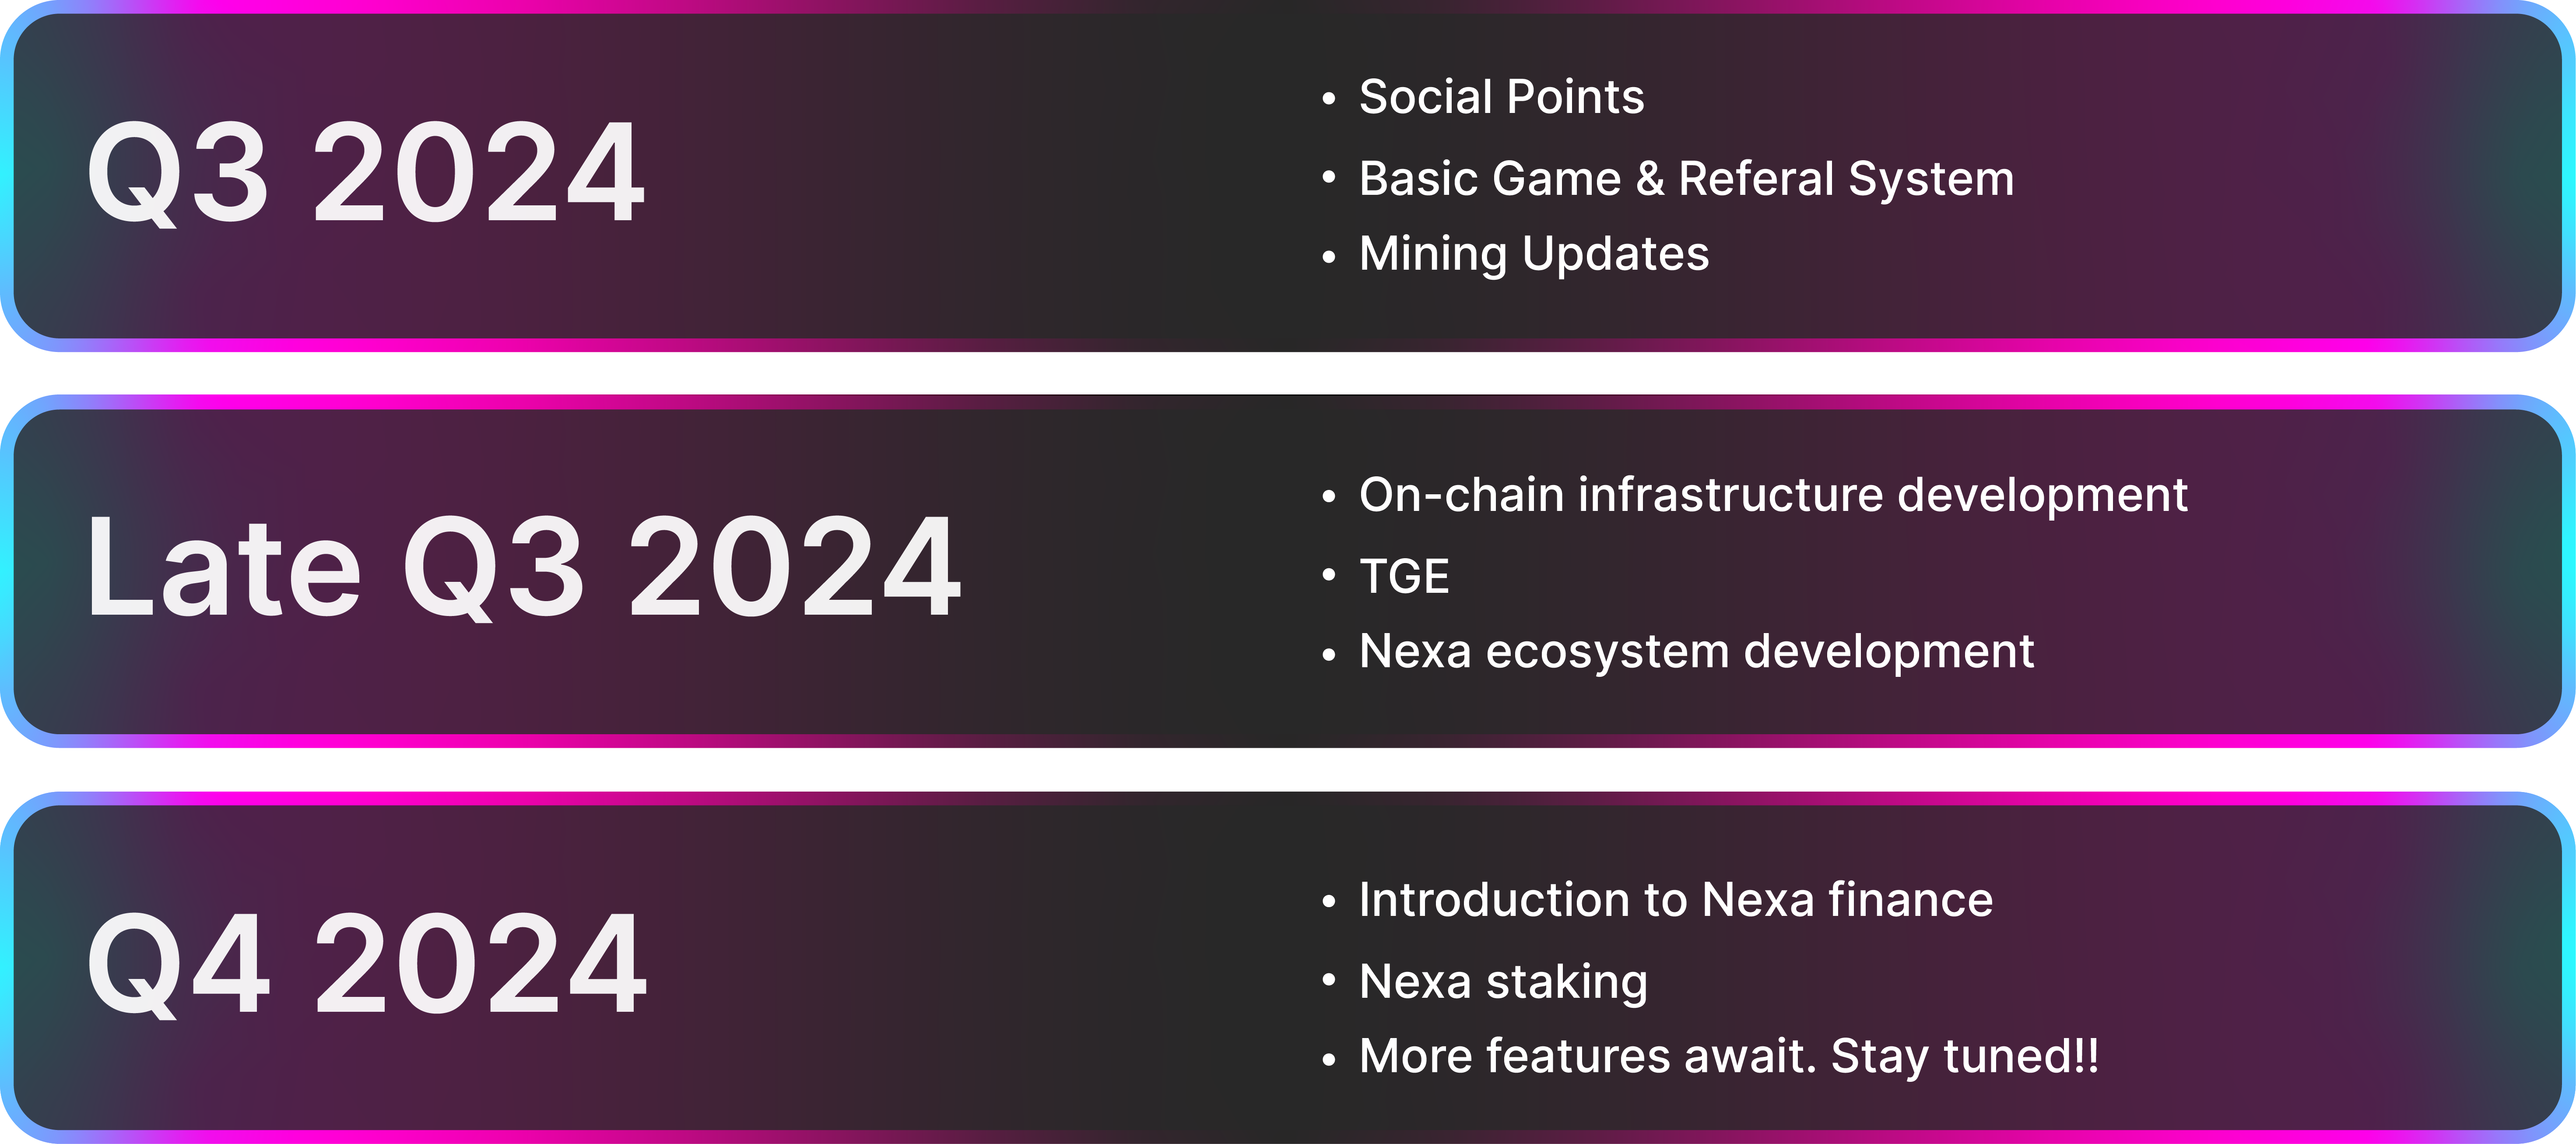 Q3 2024
• Social Points
• Basic Game & Referal System
• Mining Updates
Late Q3 2024
• On-chain infrastructure development
• TGE
• Nexa ecosystem development
Q4 2024
• Introduction to Nexa finance
• Nexa staking
• More features await. Stay tuned!!